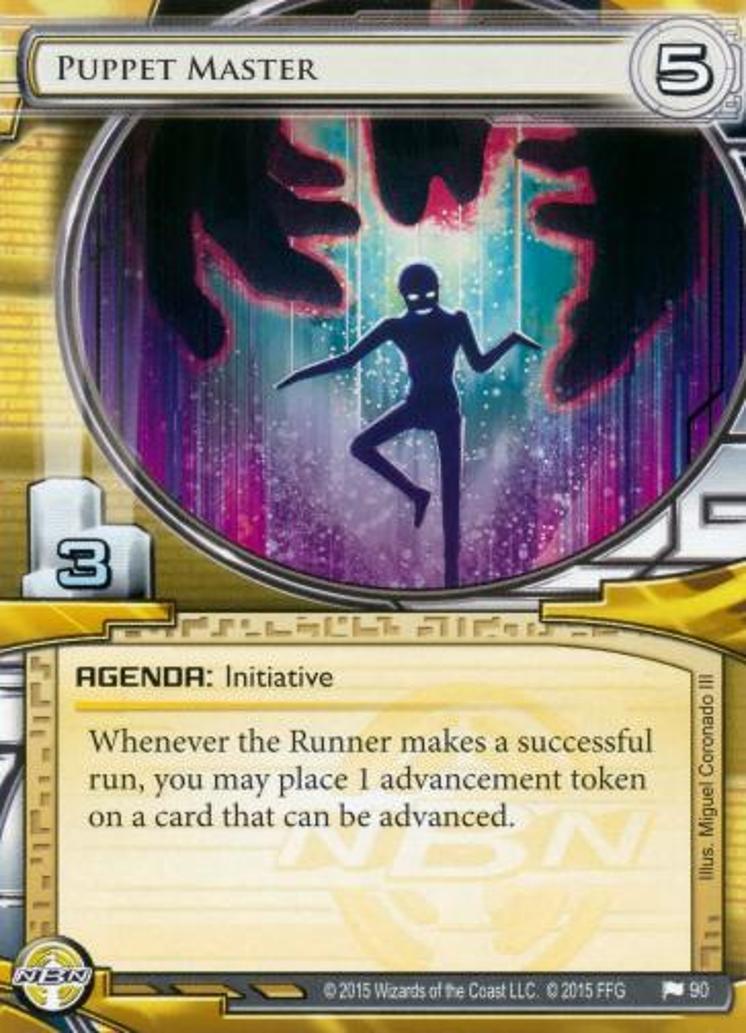 Puppet Master
5
3
AGENDA: Initiative
Whenever the Runner makes a successful
run, you may place 1 advancement token
on a card that can be advanced.
NBN
Illus. Miguel Coronado III
NBN
© 2015 Wizards of the Coast LLC. © 2015 FFG
90